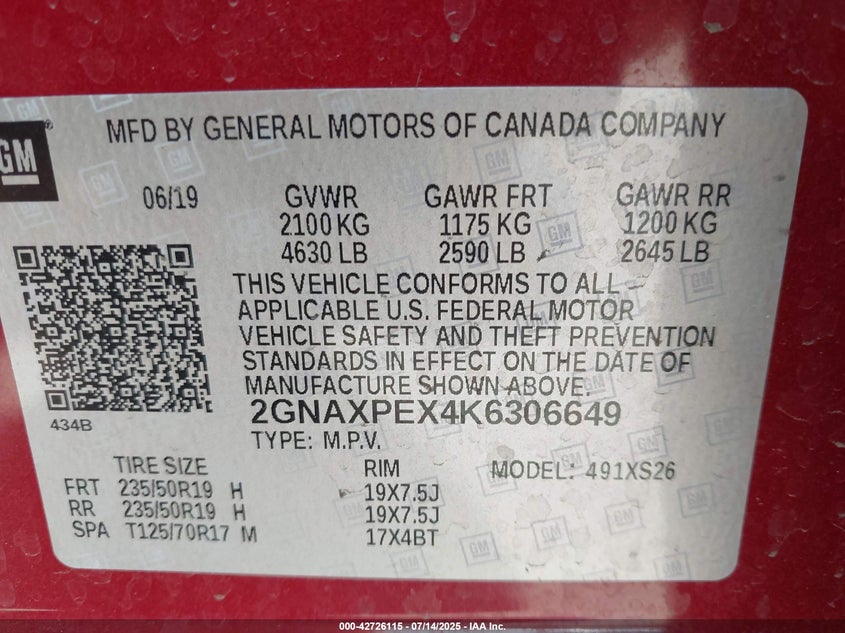 MFD BY GENERAL MOTORS OF CANADA COMPANY
GM
06/19 GVWR GAWR FRT GAWR RR
2100 KG 1175 KG 1200 KG
4630 LB 2590 LB 2645 LB
THIS VEHICLE CONFORMS TO ALL
APPLICABLE U.S. FEDERAL MOTOR
VEHICLE SAFETY AND THEFT PREVENTION
STANDARDS IN EFFECT ON THE DATE OF
MANUFACTURE SHOWN ABOVE.
2GNAXPEX4K6306649
434B
TYPE: M.P.V.
TIRE SIZE RIM MODEL: 491XS26
FRT 235/50R19 H 19X7.5J
RR 235/50R19 H 19X7.5J
SPA T125/70R17 M 17X4BT
000-42726115 - 07/14/2025 - IAA Inc.